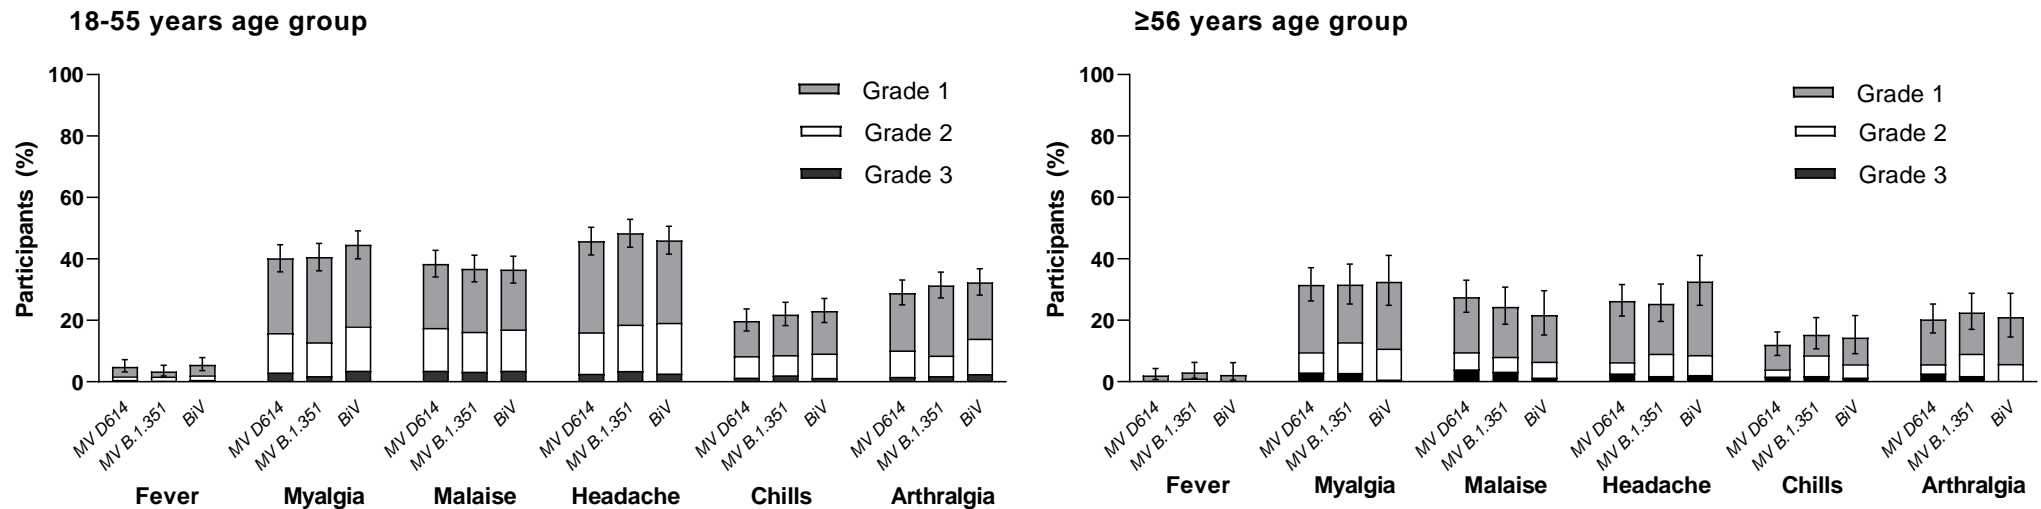 18-55 years age group
100
80
60
40
20
0
Participants (%)
Grade 1
Grade 2
Grade 3
MV D614
MV B.1.351
BiV
MV D614
MV B.1.351
BiV
MV D614
MV B.1.351
BiV
MV D614
MV B.1.351
BiV
MV D614
MV B.1.351
BiV
MV D614
MV B.1.351
BiV
Fever
Myalgia
Malaise
Headache
Chills
Arthralgia
≥56 years age group
100
80
60
40
20
0
Participants (%)
Grade 1
Grade 2
Grade 3
MV D614
MV B.1.351
BiV
MV D614
MV B.1.351
BiV
MV D614
MV B.1.351
BiV
MV D614
MV B.1.351
BiV
MV D614
MV B.1.351
BiV
MV D614
MV B.1.351
BiV
Fever
Myalgia
Malaise
Headache
Chills
Arthralgia